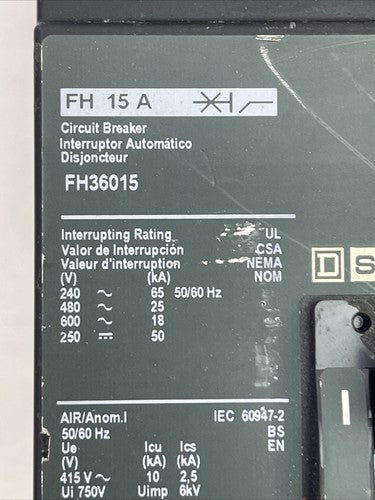 FH 15 A
Circuit Breaker
Interruptor Automático
Disjoncteur
FH36015
Interrupting Rating UL
Valor de Interrupción CSA
Valeur d'interruption NEMA
(V) (kA) NOM
240 ~ 65 50/60 Hz
480 ~ 25
600 ~ 18
250 ⎓ 50
D S
AIR/Anom.I IEC 60947-2
50/60 Hz BS
Ue Icu Ics EN
(V) (kA) (kA)
415 V~ 10 2,5
Ui 750V Uimp 6kV